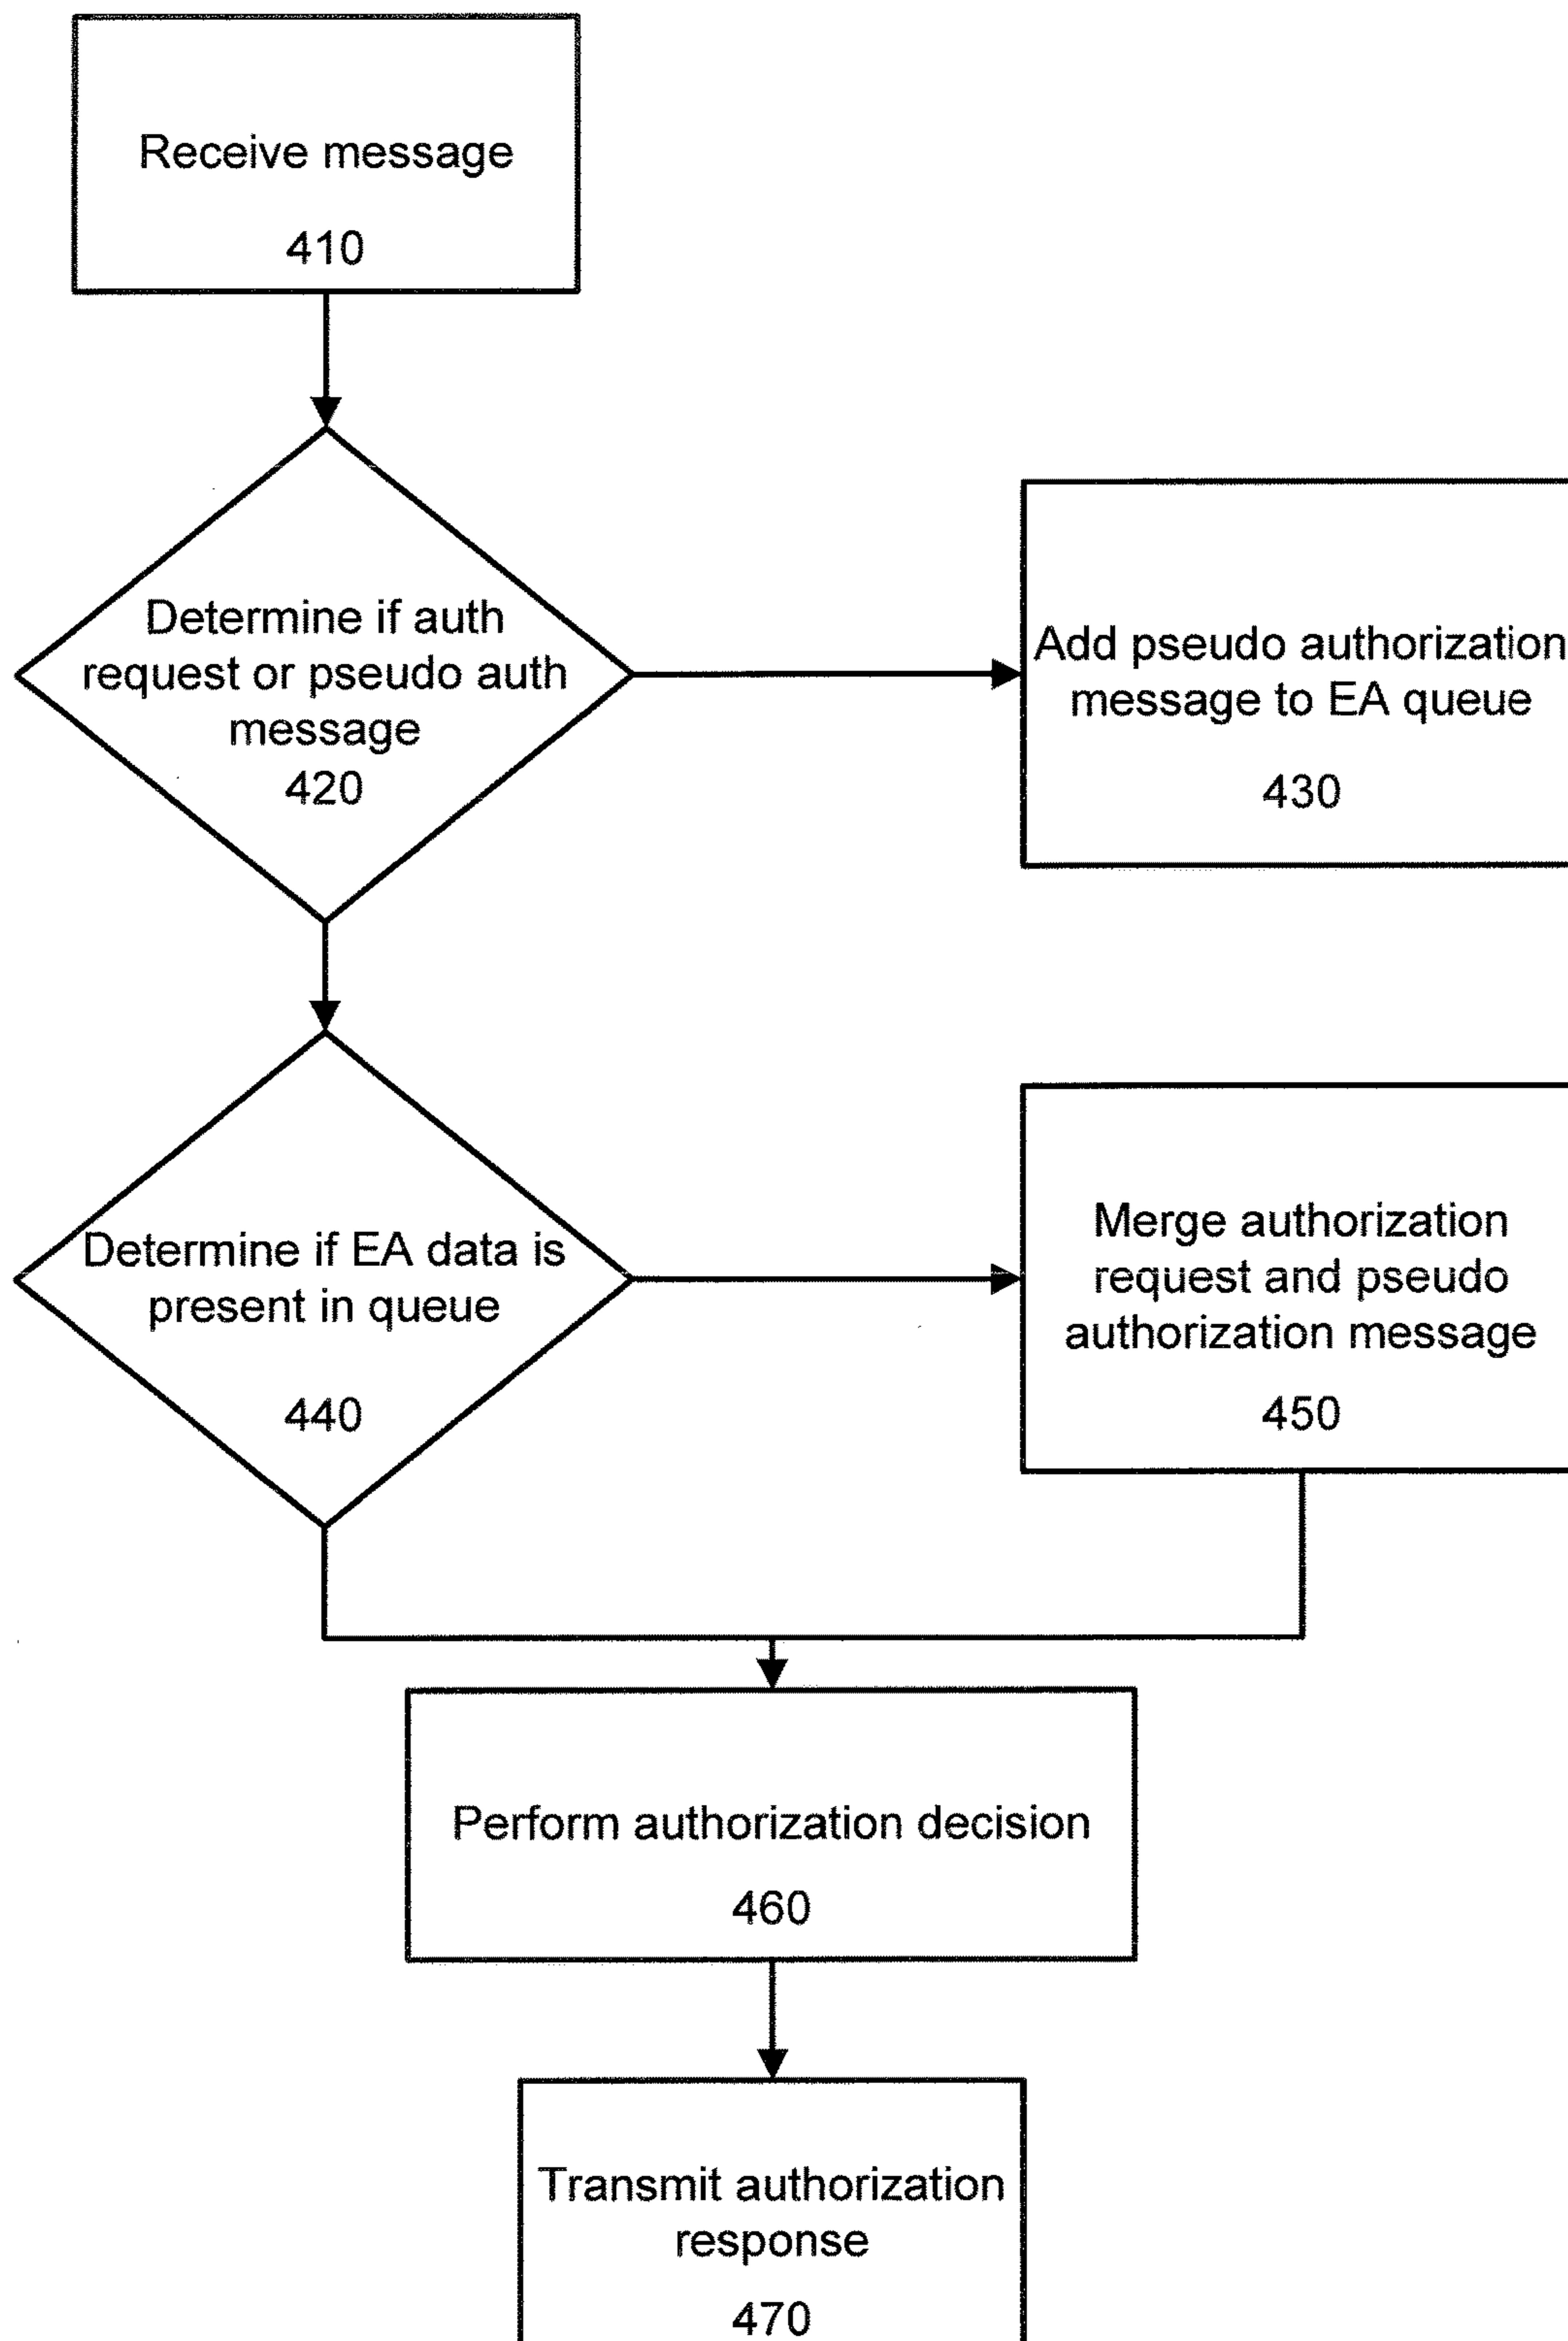 Receive message
410
Determine if auth
request or pseudo auth
message
420
Add pseudo authorization
message to EA queue
430
Determine if EA data is
present in queue
440
Merge authorization
request and pseudo
authorization message
450
Perform authorization decision
460
Transmit authorization
response
470